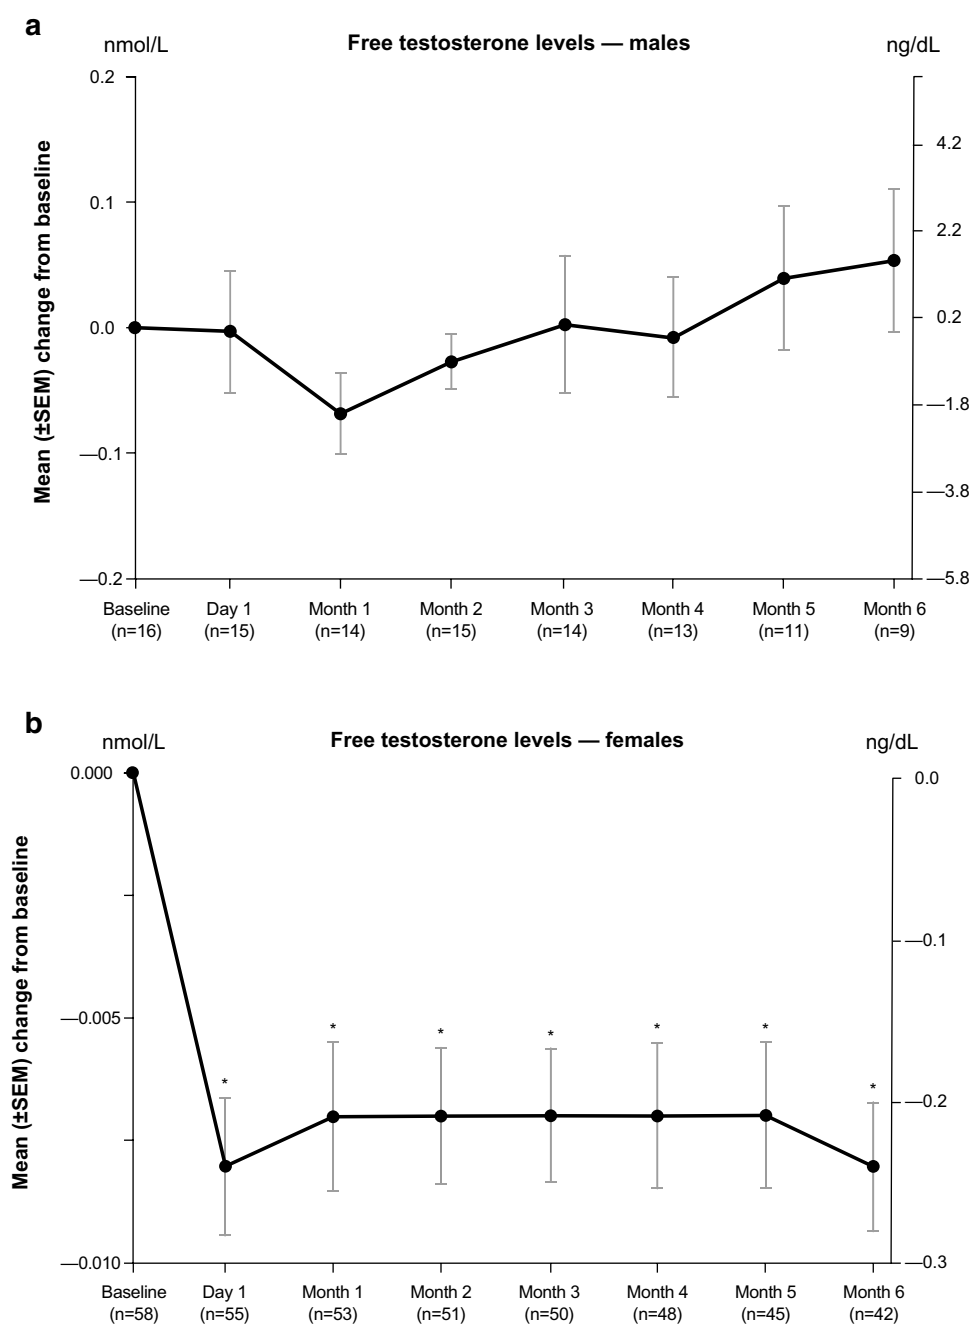 a
nmol/L Free testosterone levels — males ng/dL
Mean (±SEM) change from baseline
0.2
0.1
0.0
—0.1
—0.2
4.2
2.2
0.2
—1.8
—3.8
—5.8
Baseline Day 1 Month 1 Month 2 Month 3 Month 4 Month 5 Month 6
(n=16) (n=15) (n=14) (n=15) (n=14) (n=13) (n=11) (n=9)
b
nmol/L Free testosterone levels — females ng/dL
Mean (±SEM) change from baseline
0.000
—0.005
—0.010
0.0
—0.1
—0.2
—0.3
* * * * * * *
Baseline Day 1 Month 1 Month 2 Month 3 Month 4 Month 5 Month 6
(n=58) (n=55) (n=53) (n=51) (n=50) (n=48) (n=45) (n=42)